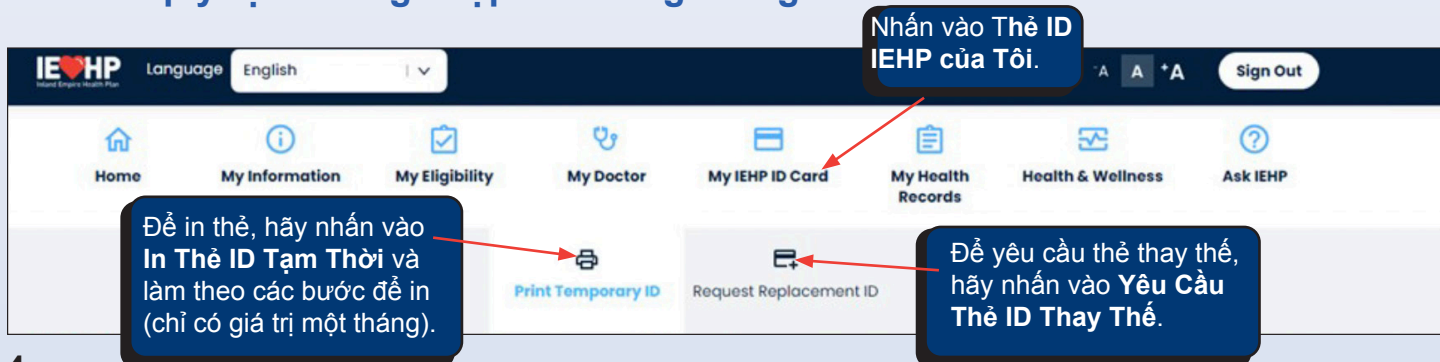 Nhấn vào Thẻ ID
IEHP của Tôi.
IEHP
Inland Empire Health Plan
Language
English
-A A +A
Sign Out
Home
My Information
My Eligibility
My Doctor
My IEHP ID Card
My Health
Records
Health & Wellness
Ask IEHP
Để in thẻ, hãy nhấn vào
In Thẻ ID Tạm Thời và
làm theo các bước để in
(chỉ có giá trị một tháng).
Print Temporary ID
Request Replacement ID
Để yêu cầu thẻ thay thế,
hãy nhấn vào Yêu Cầu
Thẻ ID Thay Thế.